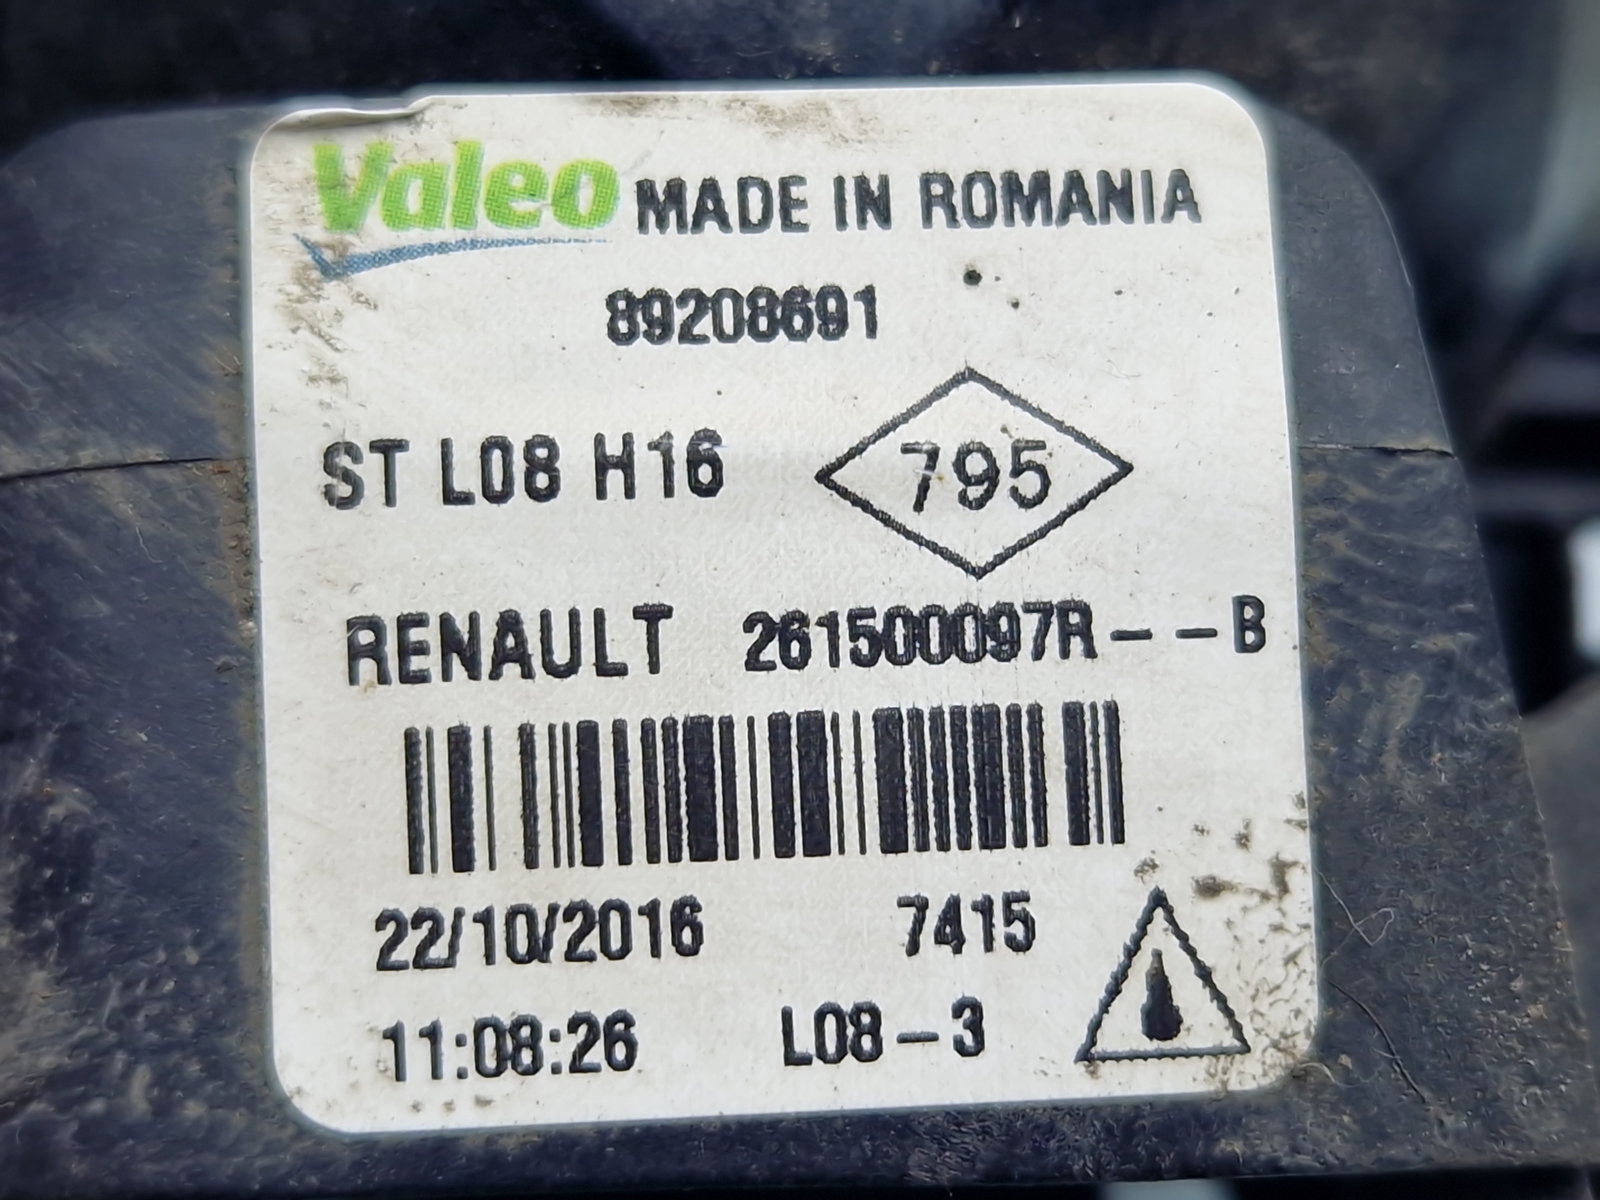 Valeo MADE IN ROMANIA
89208691
ST L08 H16 795
RENAULT 261500097R--B
22/10/2016 7415
11:08:26 L08-3